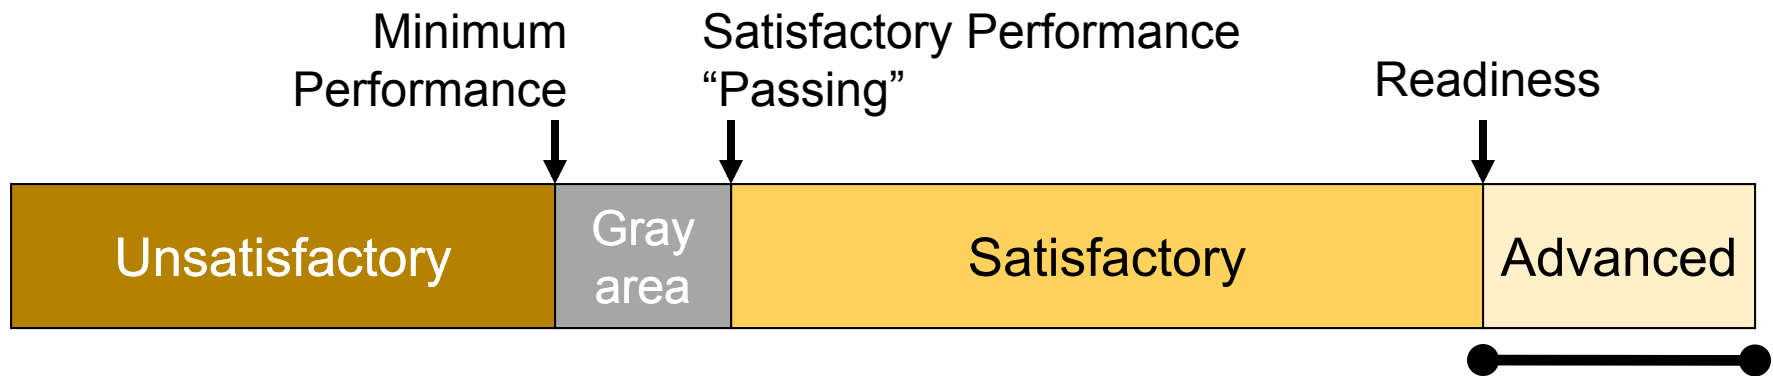 Minimum
Performance
Satisfactory Performance
“Passing”
Readiness
Unsatisfactory
Gray
area
Satisfactory
Advanced